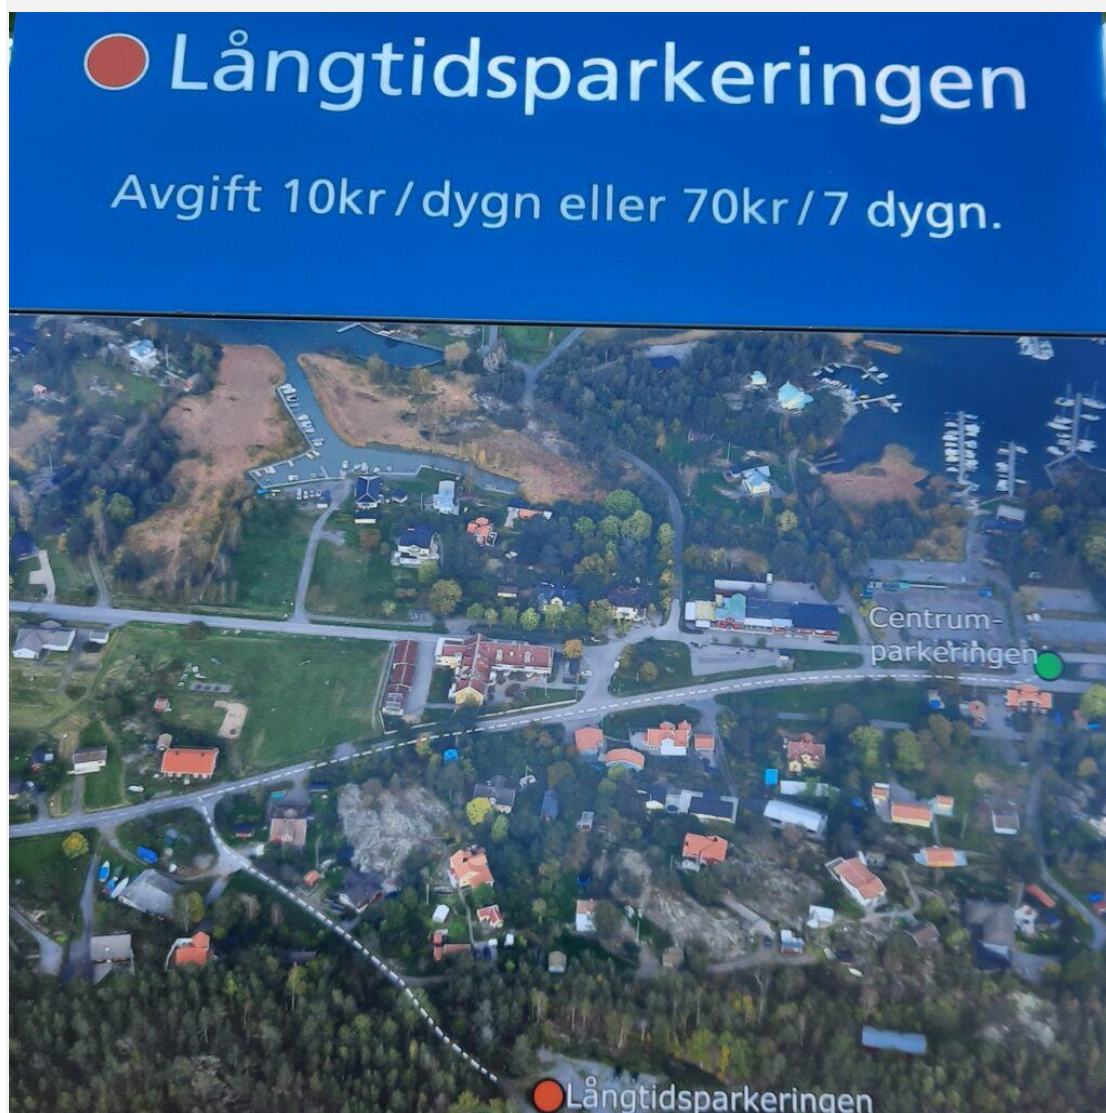 Långtidsparkeringen
Avgift 10kr/dygn eller 70kr/7 dygn.
Centrum-
parkeringen
Långtidsparkeringen